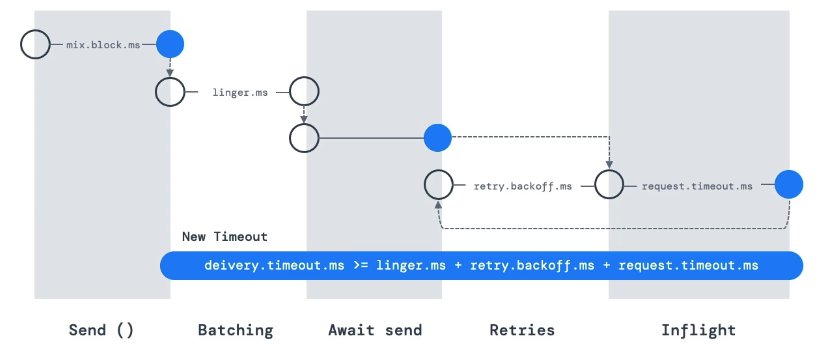 mix.block.ms
linger.ms
retry.backoff.ms
request.timeout.ms
New Timeout
deivery.timeout.ms >= linger.ms + retry.backoff.ms + request.timeout.ms
Send () Batching Await send Retries Inflight